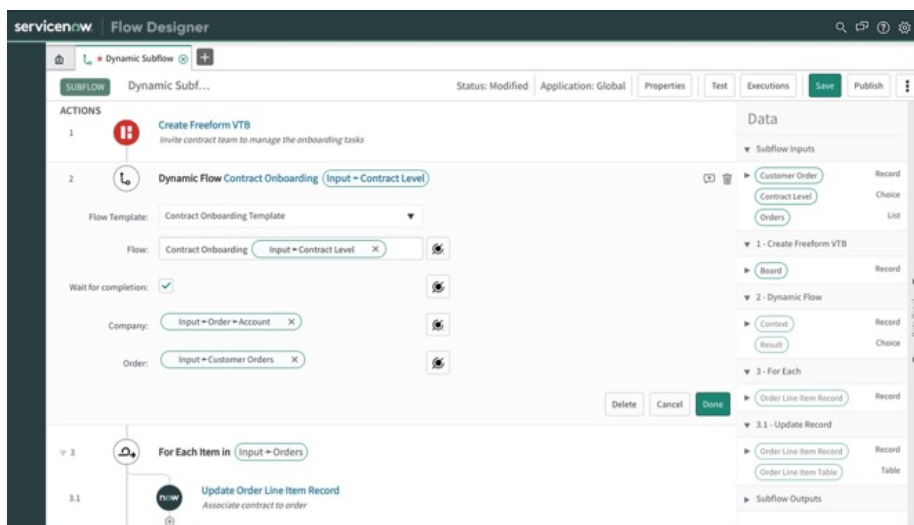 servicenow Flow Designer
Dynamic Subflow
SUBFLOW Dynamic Subf... Status: Modified Application: Global Properties Test Executions Save Publish
ACTIONS
1 Create Freeform VTB
Invite contract team to manage the onboarding tasks
2 Dynamic Flow Contract Onboarding Input ➛ Contract Level
Flow Template: Contract Onboarding Template
Flow: Contract Onboarding Input ➛ Contract Level X
Wait for completion:
Company: Input ➛ Order ➛ Account X
Order: Input ➛ Customer Orders X
Delete Cancel Done
3 For Each Item in Input ➛ Orders
3.1 now Update Order Line Item Record
Associate contract to order
Data
Subflow Inputs
Customer Order Record
Contract Level Choice
Orders List
1 - Create Freeform VTB
Board Record
2 - Dynamic Flow
Context Record
Result Choice
3 - For Each
Order Line Item Record Record
3.1 - Update Record
Order Line Item Record Record
Order Line Item Table Table
Subflow Outputs